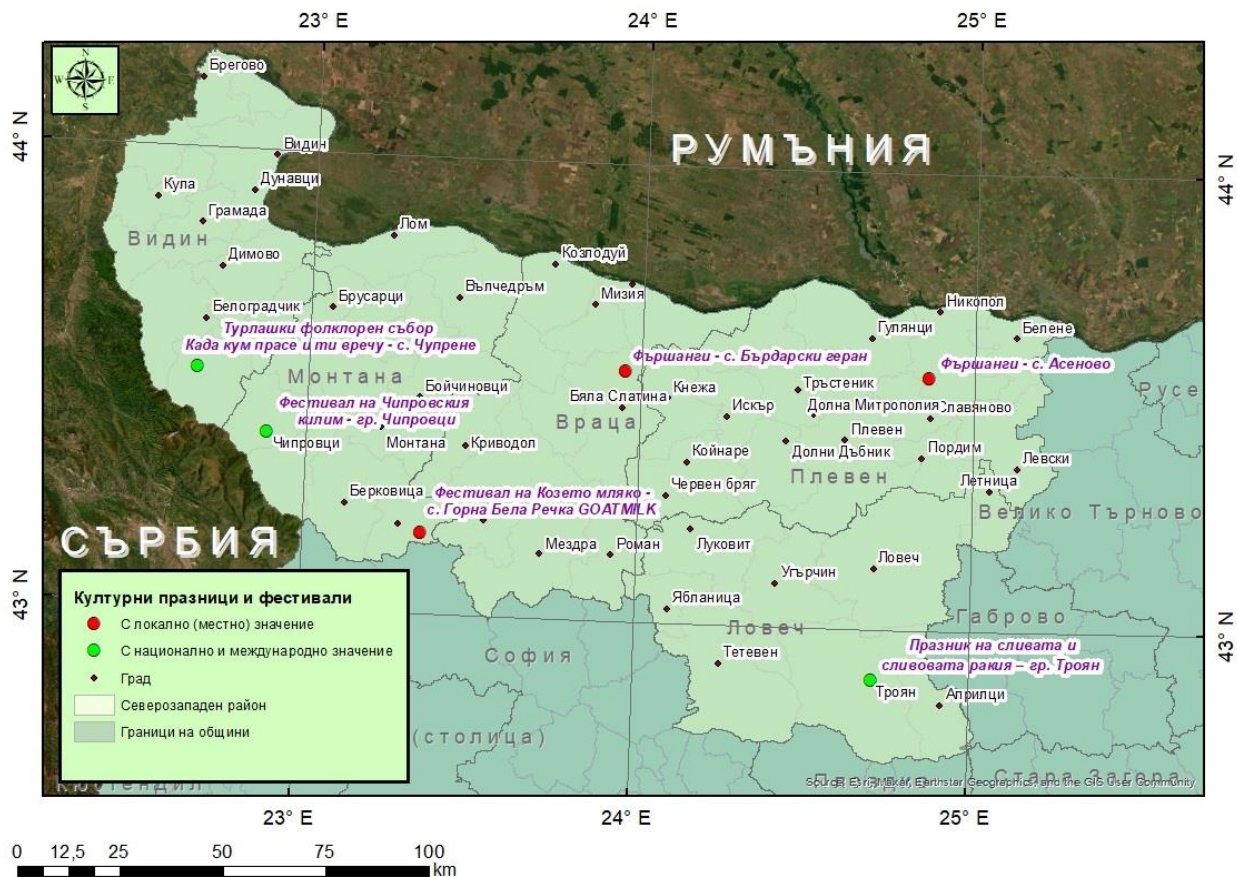 23° E
24° E
25° E
44° N
44° N
43° N
43° N
N
W
E
S
РУМЪНИЯ
СЪРБИЯ
Брегово
Видин
Дунавци
Кула
Грамада
Видин
Димово
Лом
Козлодуй
Мизия
Вълчедръм
Брусарци
Белоградчик
Никопол
Гулянци
Белене
Турлашки фолклорен събор
Када кум прасе и ти вречу - с. Чупрене
Фършанги - с. Бърдарски геран
Фършанги - с. Асеново
Русе
Монтана
Бойчиновци
Фестивал на Чипровския
килим - гр. Чипровци
Чипровци
Монтана
Криводол
Бяла Слатина
Враца
Кнежа
Искър
Тръстеник
Долна Митрополия
Славяново
Плевен
Долни Дъбник
Пордим
Койнаре
Плевен
Левски
Летница
Червен бряг
Берковица
Фестивал на Козето мляко -
с. Горна Бела Речка GOATMILK
Велико Търново
Мездра
Роман
Луковит
Угърчин
Ловеч
Ябланица
Ловеч
Габрово
Празник на сливата и
сливовата ракия – гр. Троян
Тетевен
Троян
Априлци
София
(столица)
Кюстендил
Стара Загора
Културни празници и фестивали
С локално (местно) значение
С национално и международно значение
Град
Северозападен район
Граници на общини
Source: Esri, Maxar, Earthstar Geographics, and the GIS User Community
23° E
24° E
25° E
0 12,5 25 50 75 100
km